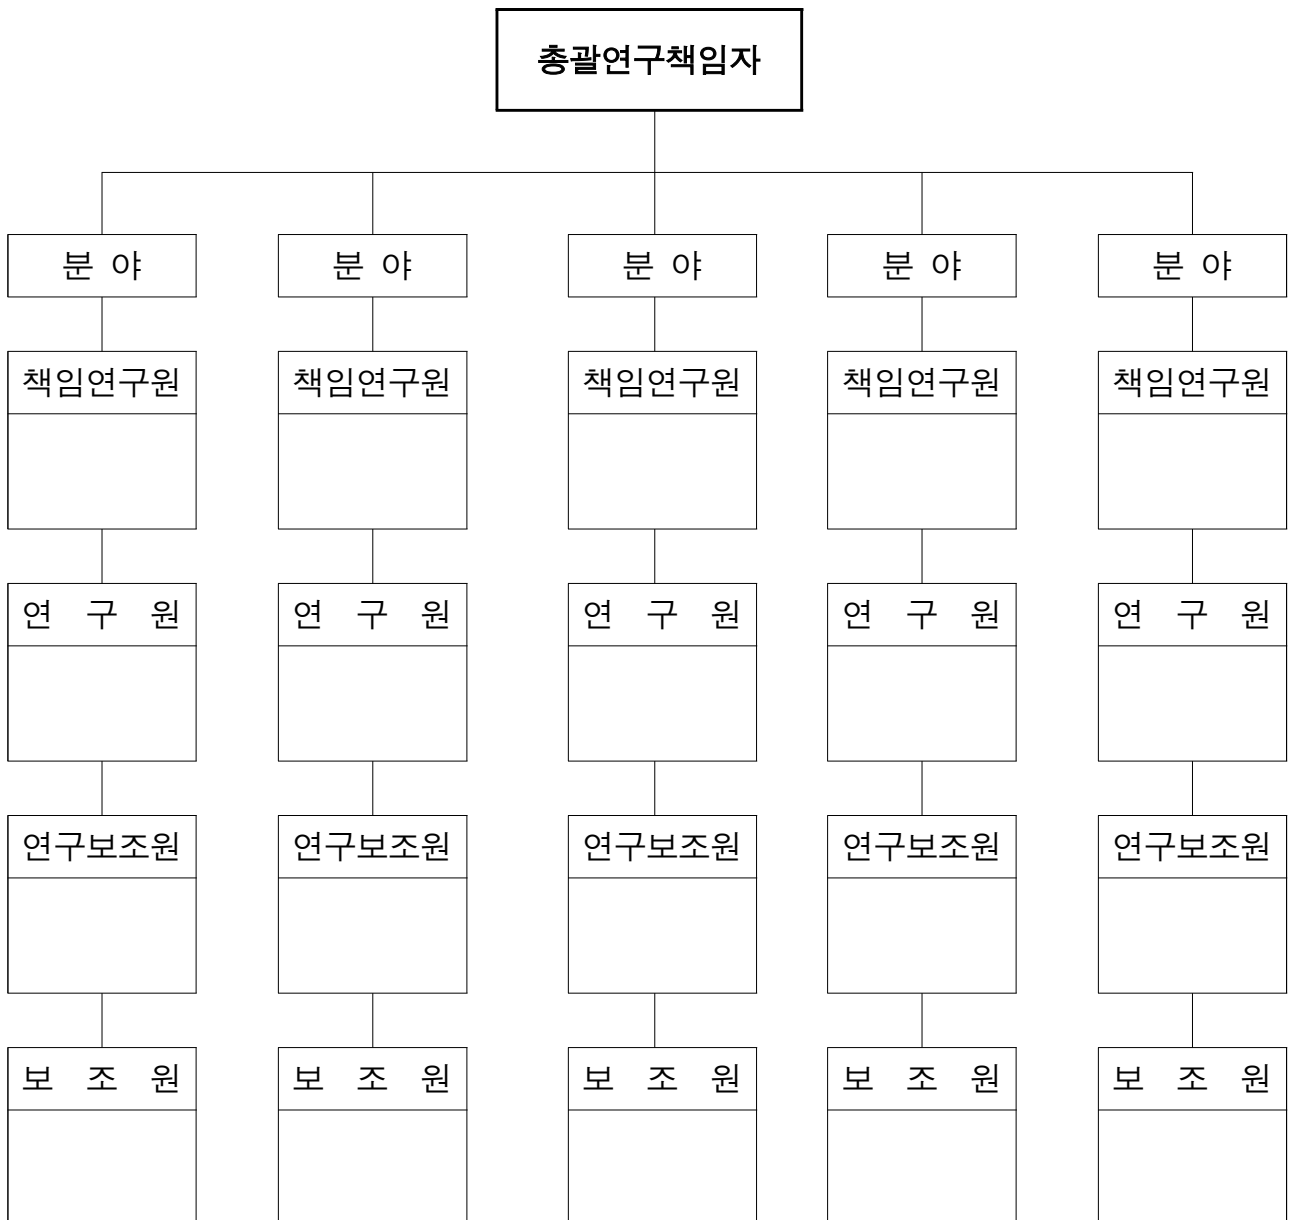 총괄연구책임자
분 야 분 야 분 야 분 야 분 야
책임연구원 책임연구원 책임연구원 책임연구원 책임연구원
연 구 원 연 구 원 연 구 원 연 구 원 연 구 원
연구보조원 연구보조원 연구보조원 연구보조원 연구보조원
보 조 원 보 조 원 보 조 원 보 조 원 보 조 원